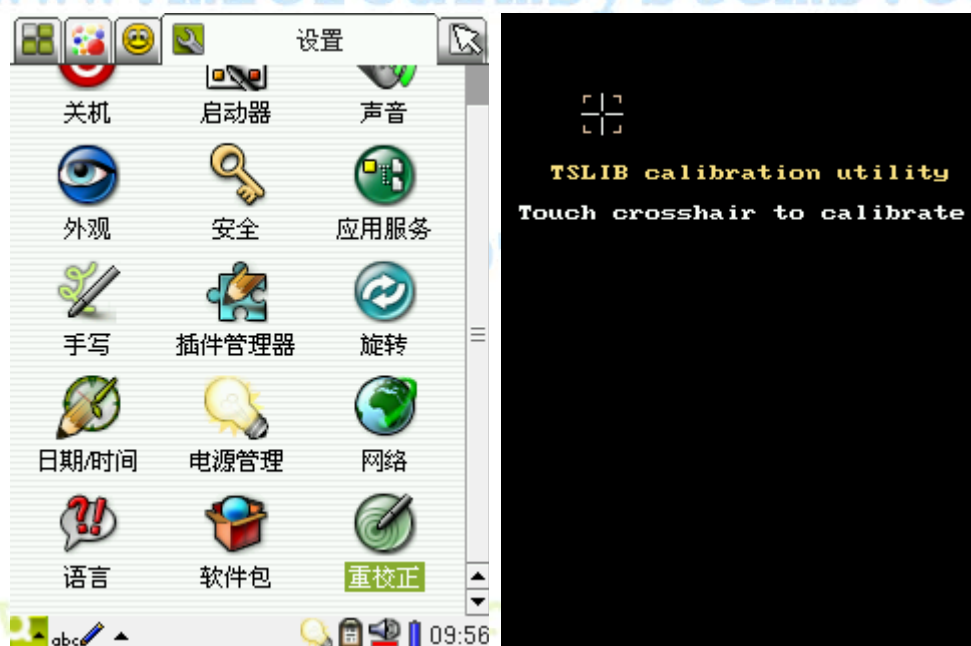 设置
关机 启动器 声音
外观 安全 应用服务
手写 插件管理器 旋转
日期/时间 电源管理 网络
语言 软件包 重校正
abc 09:56
TSLIB calibration utility
Touch crosshair to calibrate